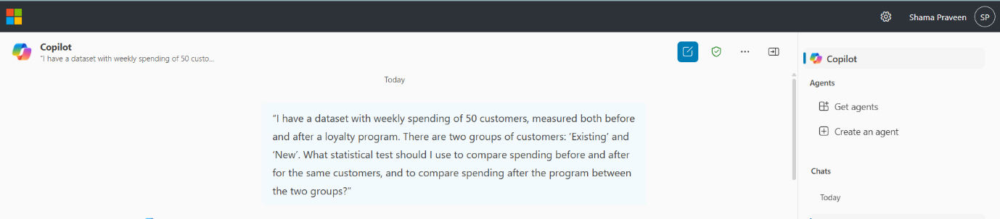 Shama Praveen SP
Copilot
"I have a dataset with weekly spending of 50 custo...
Today
“I have a dataset with weekly spending of 50 customers, measured both before
and after a loyalty program. There are two groups of customers: ‘Existing’ and
‘New’. What statistical test should I use to compare spending before and after
for the same customers, and to compare spending after the program between
the two groups?”
Copilot
Agents
Get agents
Create an agent
Chats
Today